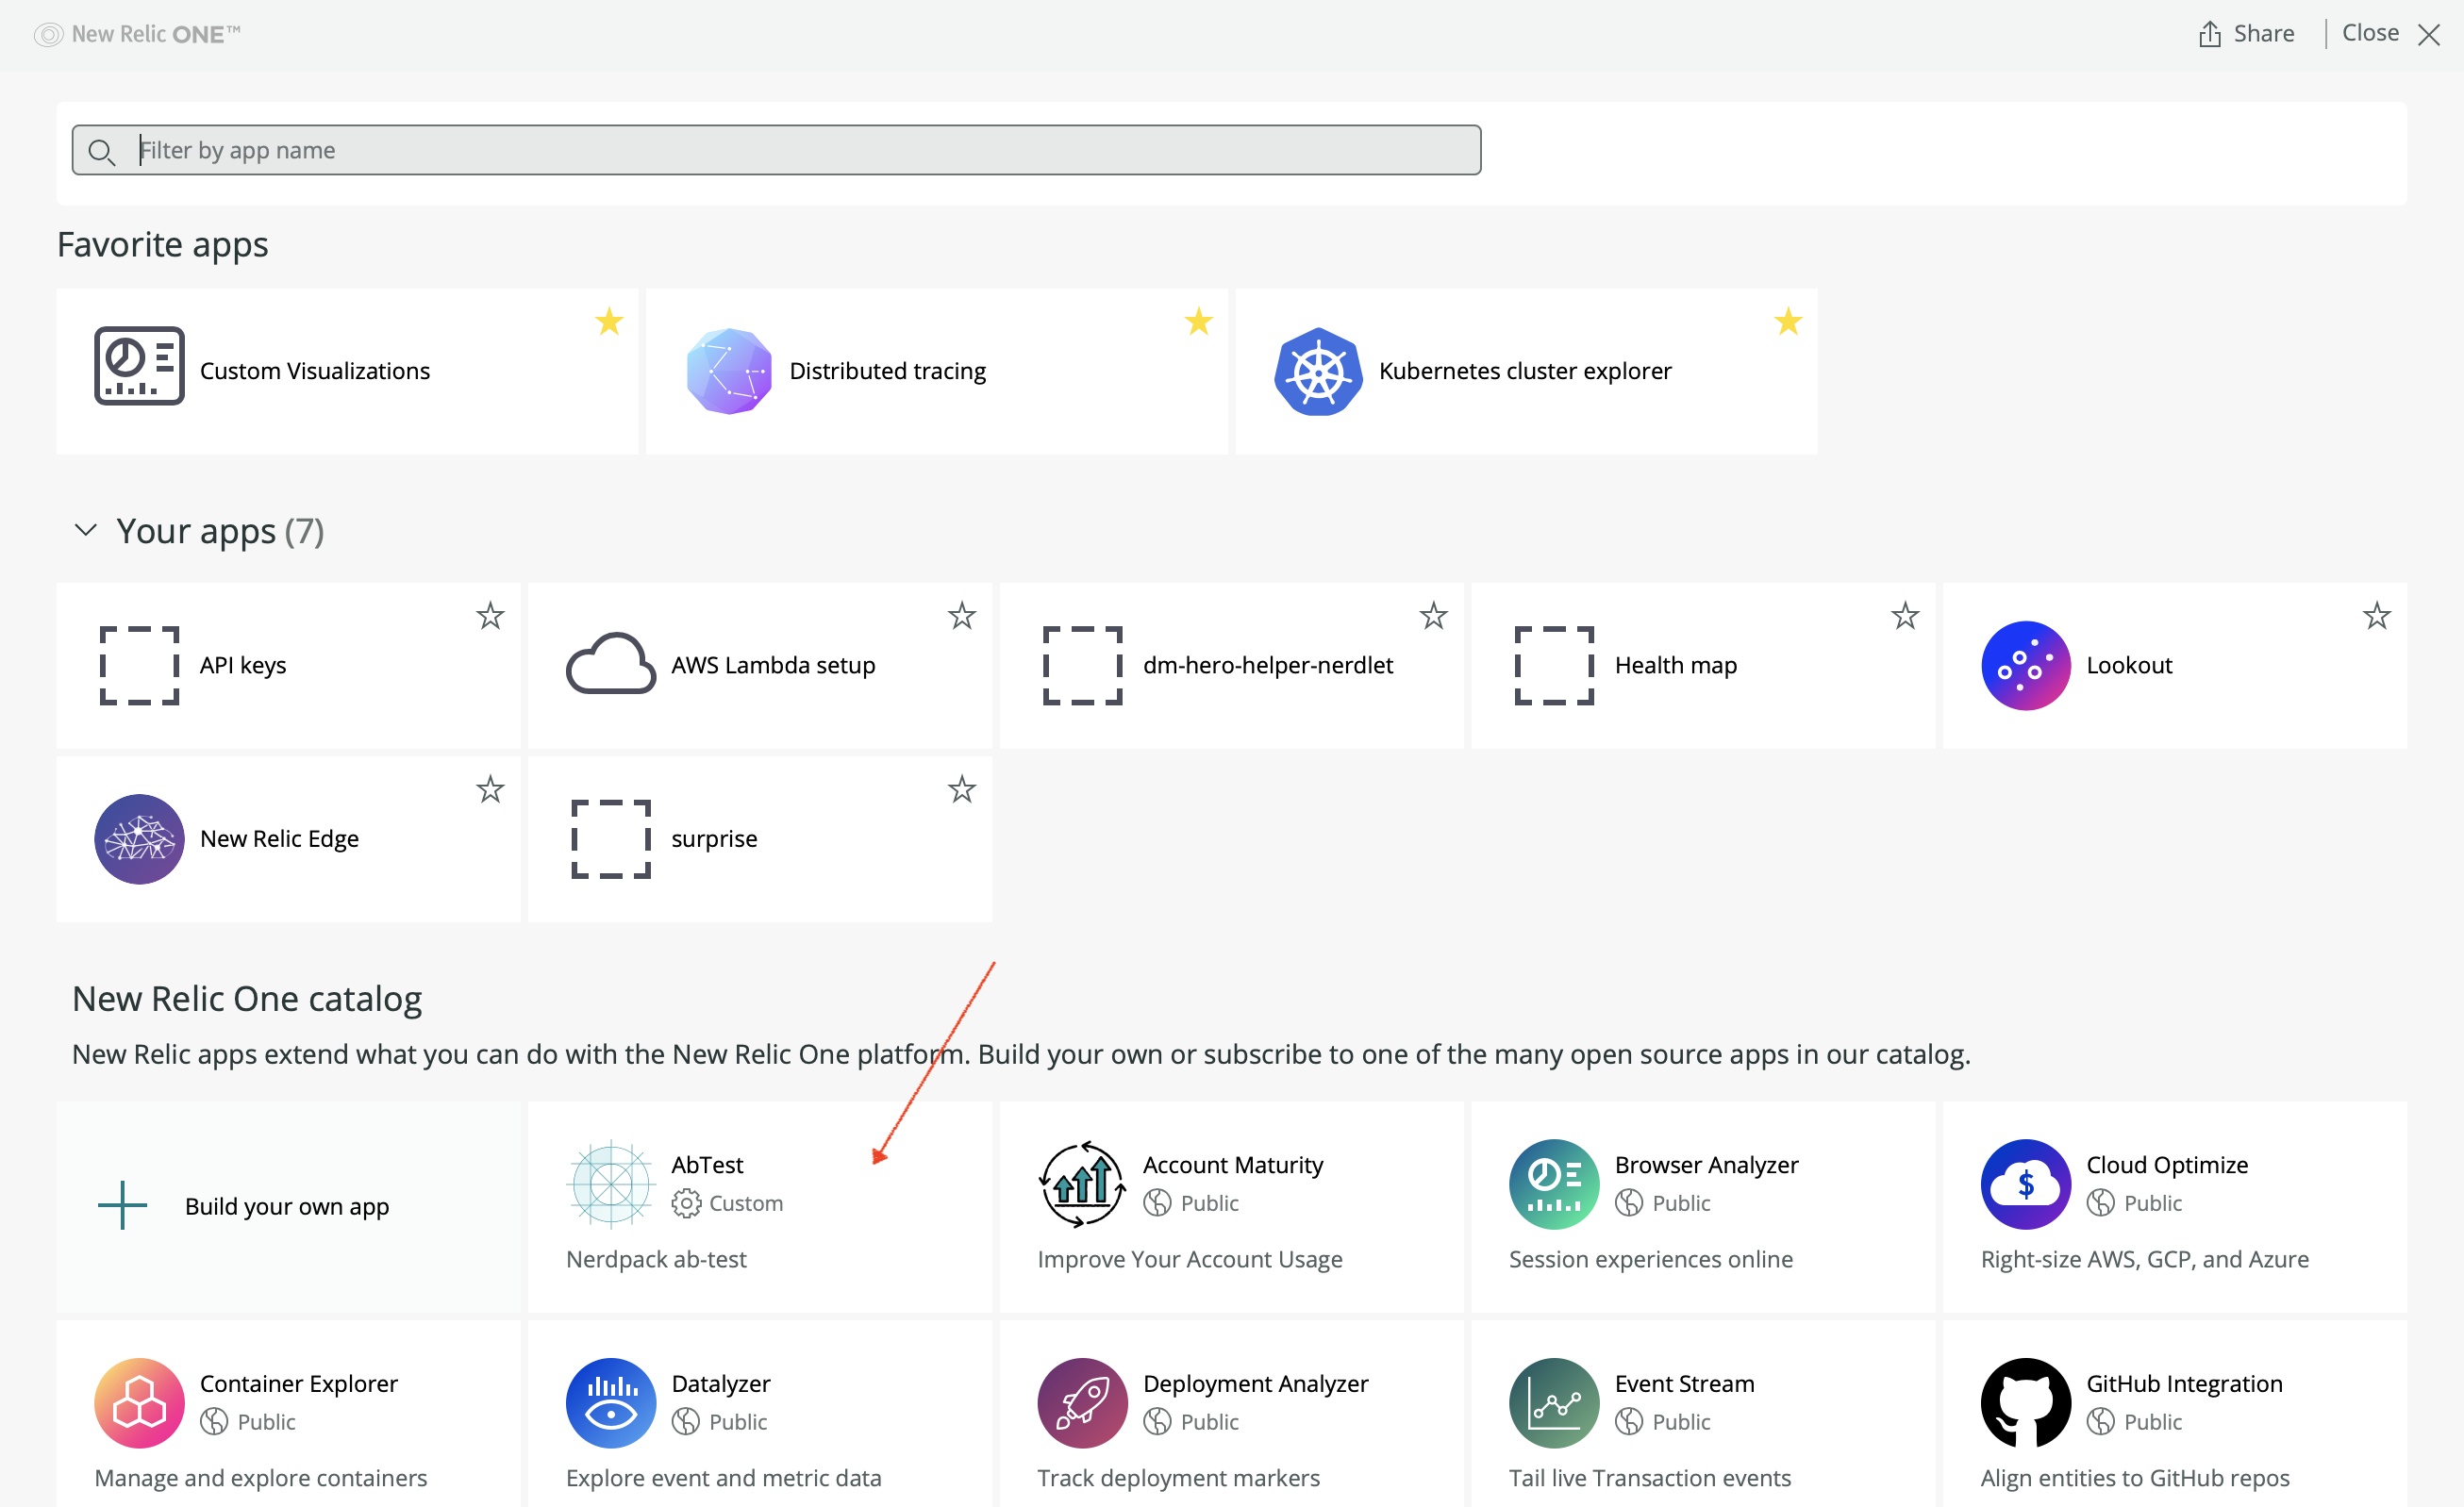 New Relic ONE™
Share
Close
Filter by app name
Favorite apps
Custom Visualizations
Distributed tracing
Kubernetes cluster explorer
Your apps (7)
API keys
AWS Lambda setup
dm-hero-helper-nerdlet
Health map
Lookout
New Relic Edge
surprise
New Relic One catalog
New Relic apps extend what you can do with the New Relic One platform. Build your own or subscribe to one of the many open source apps in our catalog.
Build your own app
AbTest
Custom
Nerdpack ab-test
Account Maturity
Public
Improve Your Account Usage
Browser Analyzer
Public
Session experiences online
Cloud Optimize
Public
Right-size AWS, GCP, and Azure
Container Explorer
Public
Manage and explore containers
Datalyzer
Public
Explore event and metric data
Deployment Analyzer
Public
Track deployment markers
Event Stream
Public
Tail live Transaction events
GitHub Integration
Public
Align entities to GitHub repos